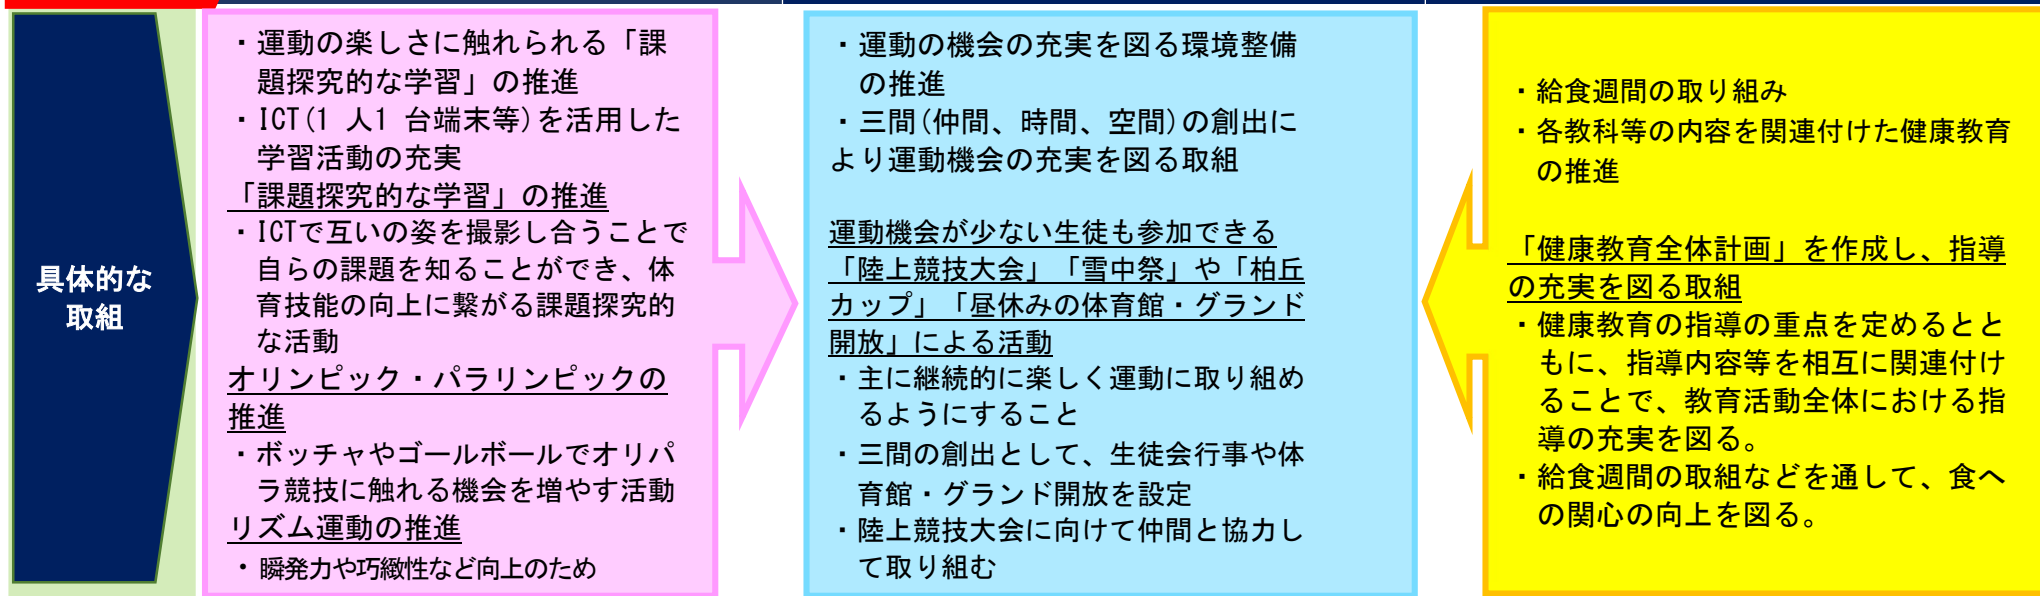 具体的な
取組
・運動の楽しさに触れられる「課
題探究的な学習」の推進
・ICT(1 人1 台端末等)を活用した
学習活動の充実
「課題探究的な学習」の推進
・ICTで互いの姿を撮影し合うことで
自らの課題を知ることができ、体
育技能の向上に繋がる課題探究的
な活動
オリンピック・パラリンピックの
推進
・ボッチャやゴールボールでオリパ
ラ競技に触れる機会を増やす活動
リズム運動の推進
・瞬発力や巧緻性など向上のため
・運動の機会の充実を図る環境整備
の推進
・三間(仲間、時間、空間)の創出に
より運動機会の充実を図る取組
運動機会が少ない生徒も参加できる
「陸上競技大会」「雪中祭」や「柏丘
カップ」「昼休みの体育館・グランド
開放」による活動
・主に継続的に楽しく運動に取り組め
るようにすること
・三間の創出として、生徒会行事や体
育館・グランド開放を設定
・陸上競技大会に向けて仲間と協力し
て取り組む
・給食週間の取り組み
・各教科等の内容を関連付けた健康教育
の推進
「健康教育全体計画」を作成し、指導
の充実を図る取組
・健康教育の指導の重点を定めるとと
もに、指導内容等を相互に関連付け
ることで、教育活動全体における指
導の充実を図る。
・給食週間の取組などを通して、食へ
の関心の向上を図る。